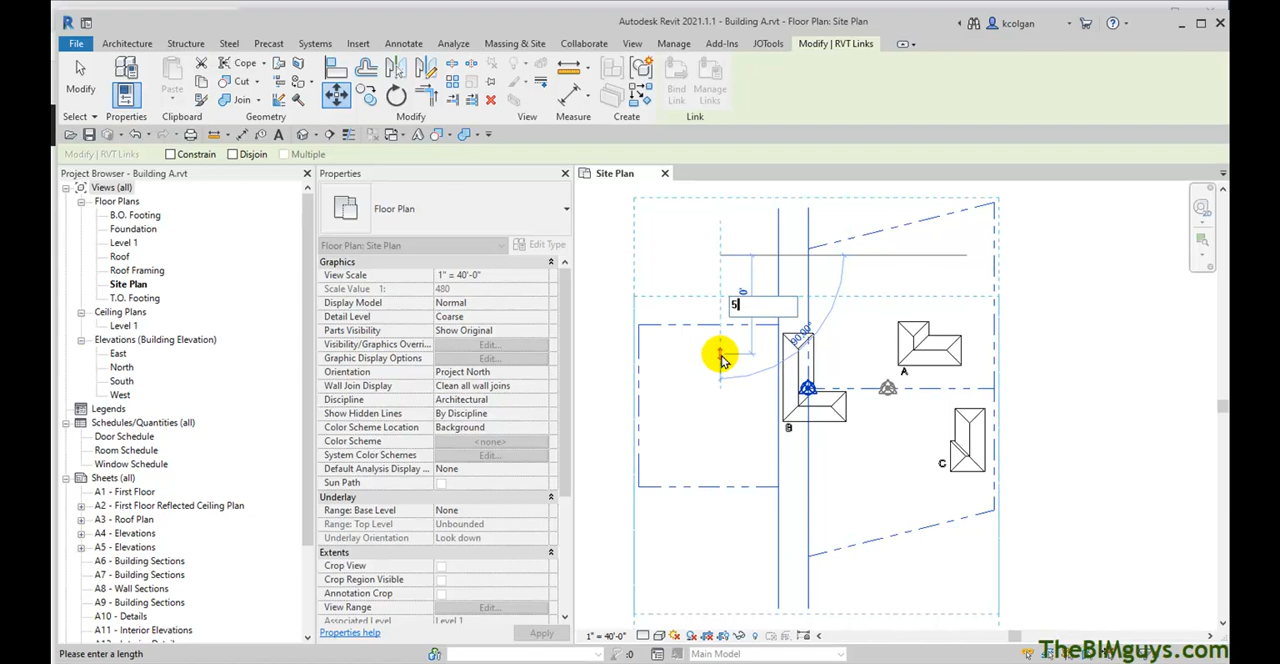 Autodesk Revit 2021.1.1 - Building A.rvt - Floor Plan: Site Plan
kcolgan
File Architecture Structure Steel Precast Systems Insert Annotate Analyze Massing & Site Collaborate View Manage Add-Ins JOTools Modify | RVT Links
Modify
Properties
Paste
Cope
Cut
Join
Bind Link
Manage Links
Select Properties Clipboard Geometry Modify View Measure Create Link
Modify | RVT Links Constrain Disjoin Multiple
Project Browser - Building A.rvt
Views (all)
Floor Plans
B.O. Footing
Foundation
Level 1
Roof
Roof Framing
Site Plan
T.O. Footing
Ceiling Plans
Level 1
Elevations (Building Elevation)
East
North
South
West
Legends
Schedules/Quantities (all)
Door Schedule
Room Schedule
Window Schedule
Sheets (all)
A1 - First Floor
A2 - First Floor Reflected Ceiling Plan
A3 - Roof Plan
A4 - Elevations
A5 - Elevations
A6 - Building Sections
A7 - Building Sections
A8 - Wall Sections
A9 - Building Sections
A10 - Details
A11 - Interior Elevations
Properties
Floor Plan
Floor Plan: Site Plan Edit Type
Graphics
View Scale 1" = 40'-0"
Scale Value 1: 480
Display Model Normal
Detail Level Coarse
Parts Visibility Show Original
Visibility/Graphics Overri... Edit...
Graphic Display Options Edit...
Orientation Project North
Wall Join Display Clean all wall joins
Discipline Architectural
Show Hidden Lines By Discipline
Color Scheme Location Background
Color Scheme <none>
System Color Schemes Edit...
Default Analysis Display ... None
Sun Path
Underlay
Range: Base Level None
Range: Top Level Unbounded
Underlay Orientation Look down
Extents
Crop View
Crop Region Visible
Annotation Crop
View Range Edit...
Associated Level Level 1
Properties help Apply
Site Plan
5
90.00°
A
B
C
1" = 40'-0"
Please enter a length
:0
Main Model
TheBIMguys.com